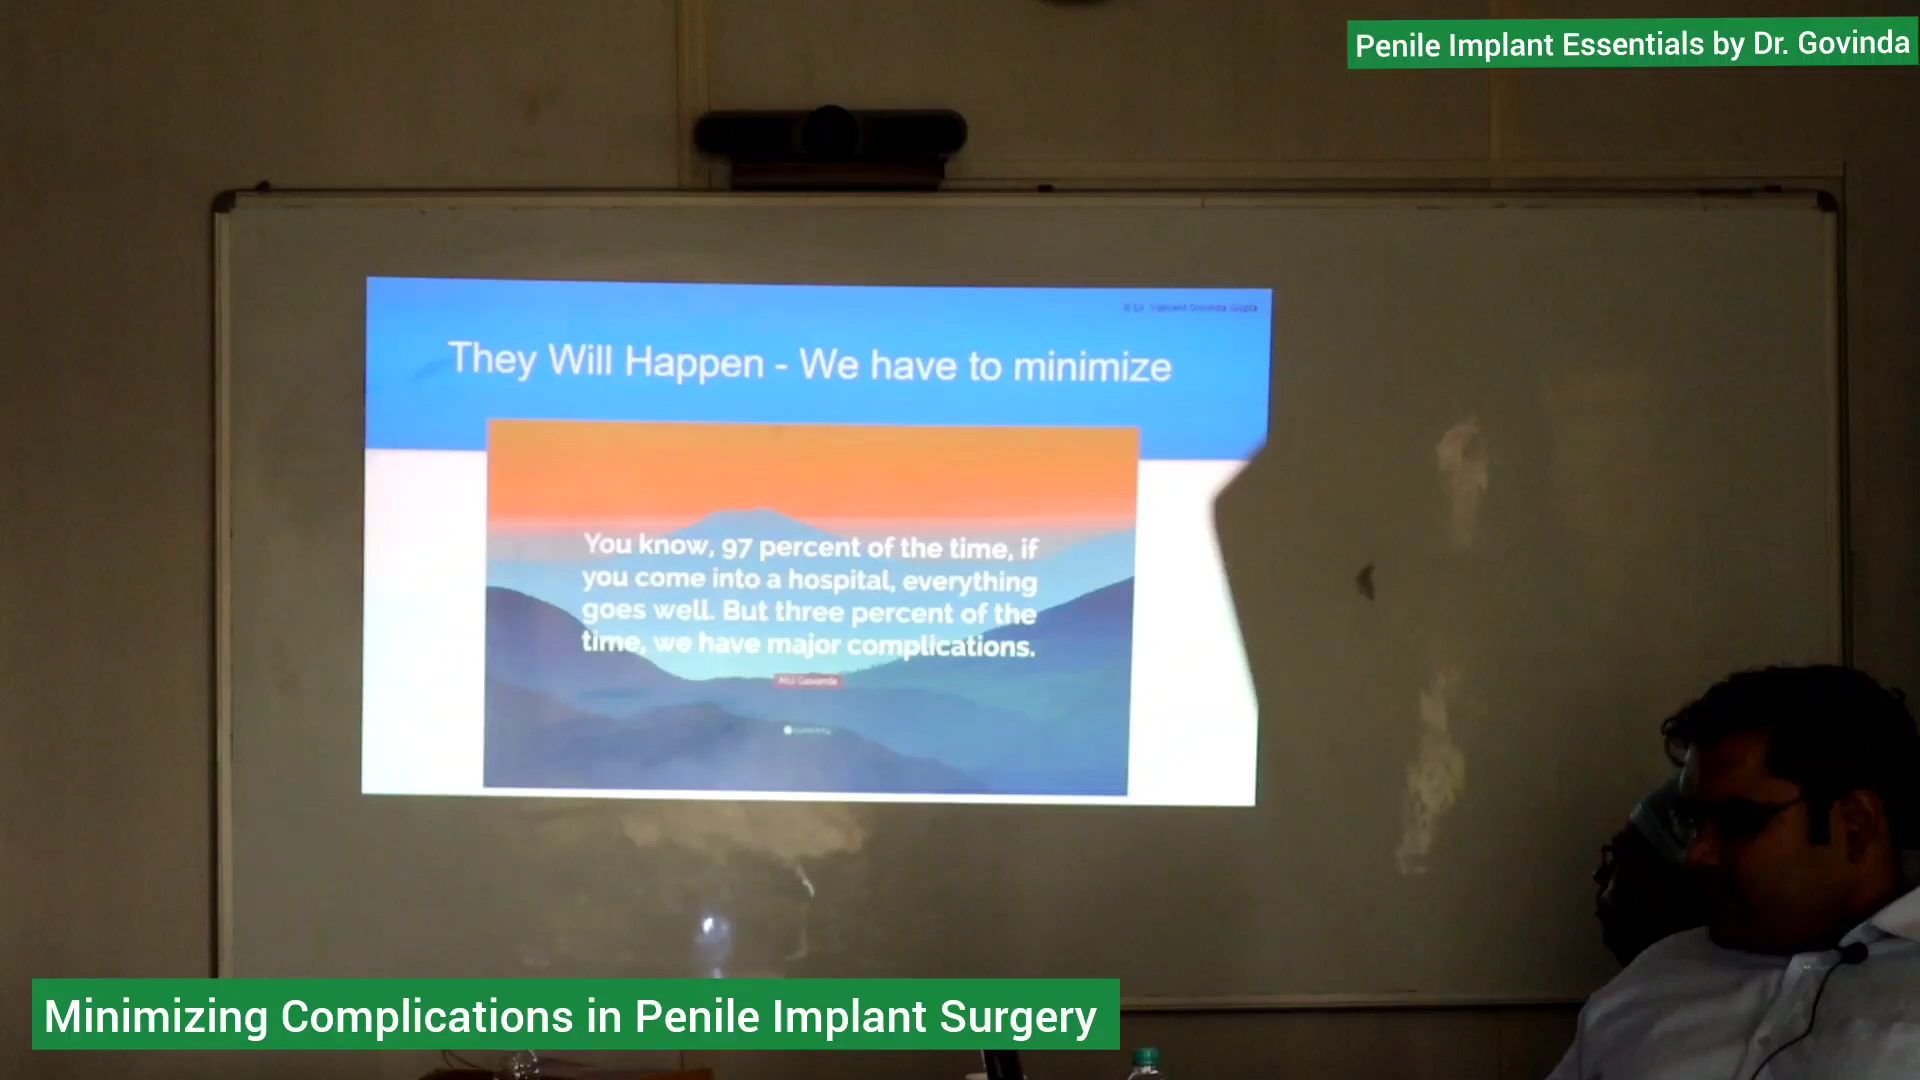 Penile Implant Essentials by Dr. Govinda
They Will Happen - We have to minimize
You know, 97 percent of the time, if
you come into a hospital, everything
goes well. But three percent of the
time, we have major complications.
Atul Gawande
Minimizing Complications in Penile Implant Surgery